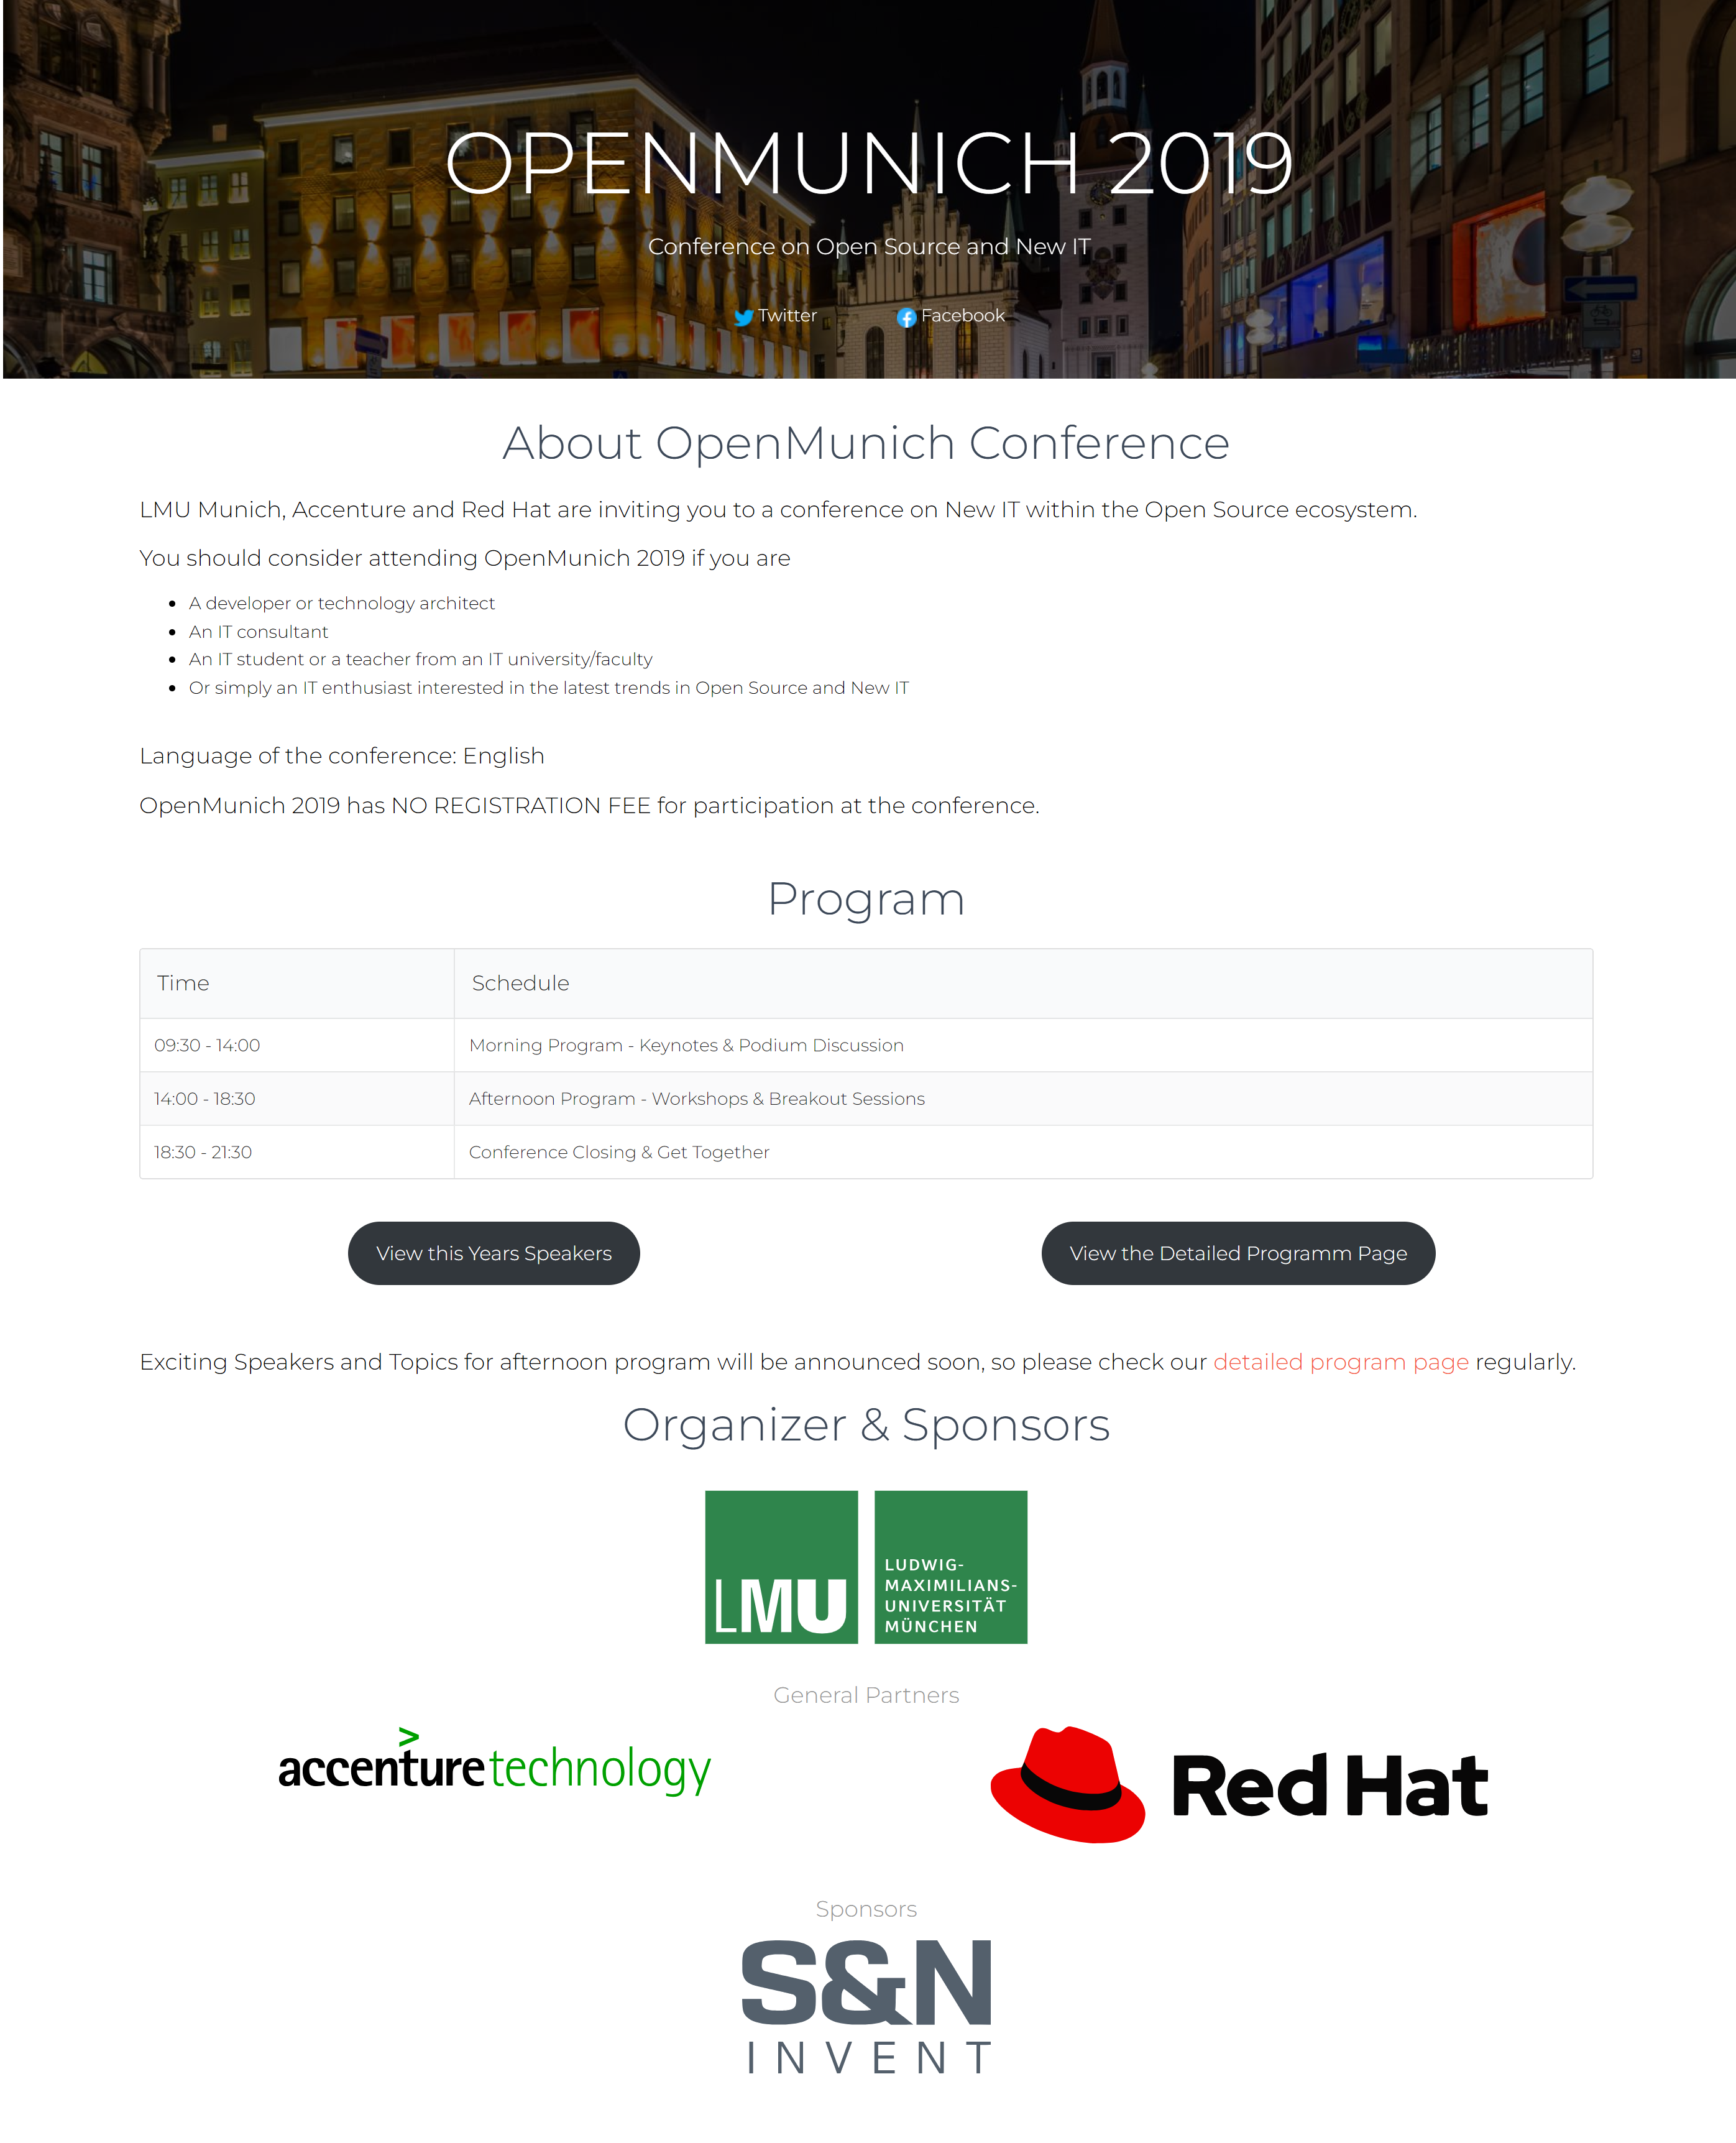 OPENMUNICH 2019
Conference on Open Source and New IT
Twitter Facebook
About OpenMunich Conference
LMU Munich, Accenture and Red Hat are inviting you to a conference on New IT within the Open Source ecosystem.
You should consider attending OpenMunich 2019 if you are
• A developer or technology architect
• An IT consultant
• An IT student or a teacher from an IT university/faculty
• Or simply an IT enthusiast interested in the latest trends in Open Source and New IT
Language of the conference: English
OpenMunich 2019 has NO REGISTRATION FEE for participation at the conference.
Program
Time Schedule
09:30 - 14:00 Morning Program - Keynotes & Podium Discussion
14:00 - 18:30 Afternoon Program - Workshops & Breakout Sessions
18:30 - 21:30 Conference Closing & Get Together
View this Years Speakers View the Detailed Programm Page
Exciting Speakers and Topics for afternoon program will be announced soon, so please check our detailed program page regularly.
Organizer & Sponsors
LMU
LUDWIG-
MAXIMILIANS-
UNIVERSITÄT
MÜNCHEN
General Partners
accenture technology
Red Hat
Sponsors
S&N
INVENT